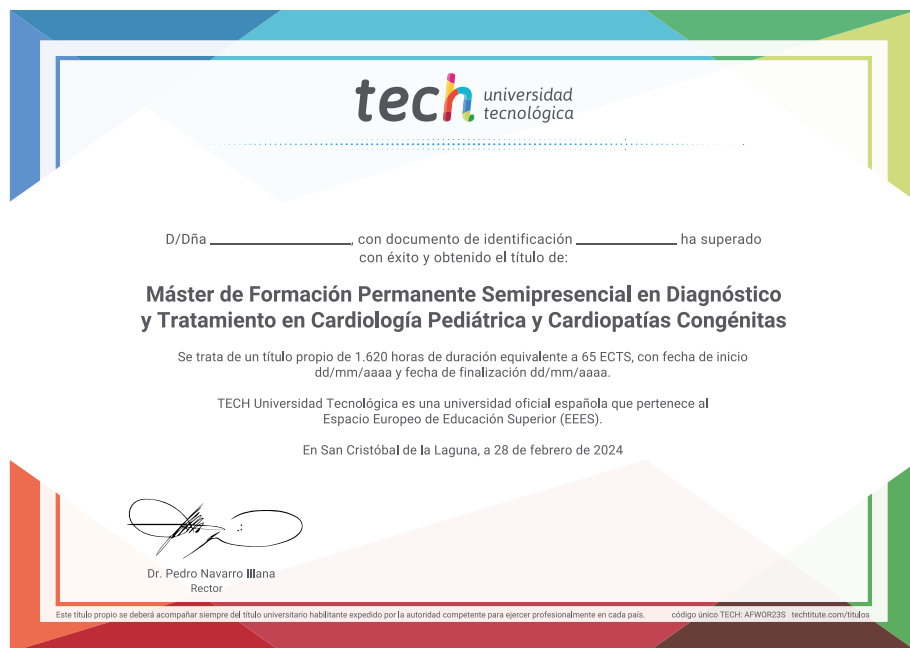 tech universidad
tecnológica
D/Dña ____________________, con documento de identificación ______________ ha superado
con éxito y obtenido el título de:
Máster de Formación Permanente Semipresencial en Diagnóstico
y Tratamiento en Cardiología Pediátrica y Cardiopatías Congénitas
Se trata de un título propio de 1.620 horas de duración equivalente a 65 ECTS, con fecha de inicio
dd/mm/aaaa y fecha de finalización dd/mm/aaaa.
TECH Universidad Tecnológica es una universidad oficial española que pertenece al
Espacio Europeo de Educación Superior (EEES).
En San Cristóbal de la Laguna, a 28 de febrero de 2024
Dr. Pedro Navarro Illana
Rector
Este título propio se deberá acompañar siempre del título universitario habilitante expedido por la autoridad competente para ejercer profesionalmente en cada país. código único TECH: AFWOR23S techtitute.com/titulos